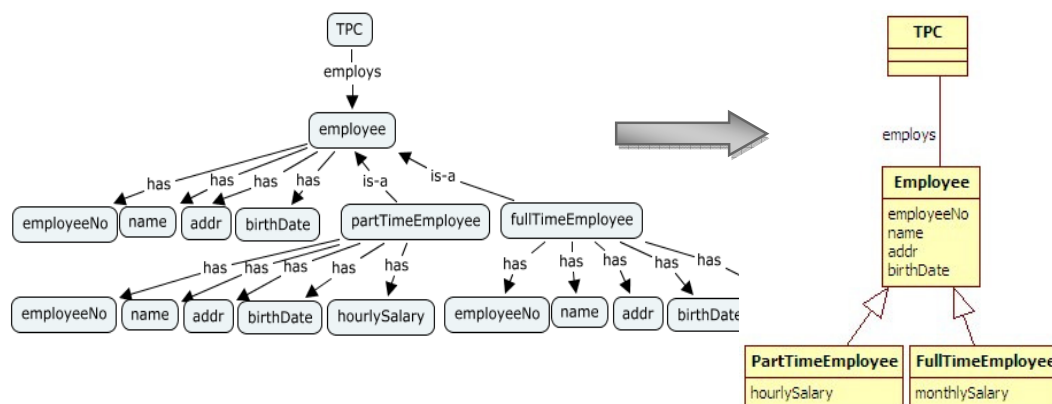 TPC
employs
employee
has has has has is-a is-a
employeeNo name addr birthDate partTimeEmployee fullTimeEmployee
has has has has has has has has has has
employeeNo name addr birthDate hourlySalary employeeNo name addr birthDate
TPC
employs
Employee
employeeNo
name
addr
birthDate
PartTimeEmployee FullTimeEmployee
hourlySalary monthlySalary